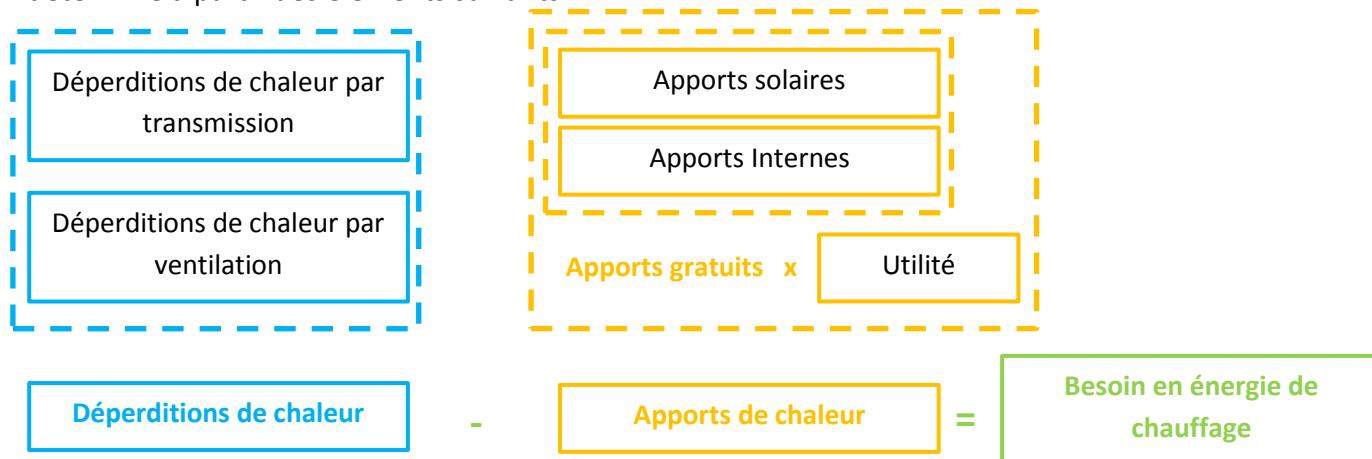 Déperditions de chaleur par
transmission
Déperditions de chaleur par
ventilation
Apports solaires
Apports Internes
Apports gratuits x
Utilité
Déperditions de chaleur
-
Apports de chaleur
=
Besoin en énergie de
chauffage